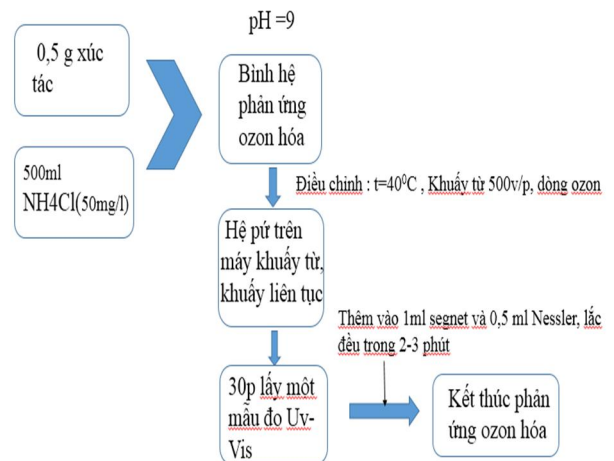 pH =9
0,5 g xúc
tác
500ml
NH4Cl(50mg/l)
Bình hệ
phản ứng
ozon hóa
Điều chỉnh : t=40⁰C , Khuấy từ 500v/p, dòng ozon
Hệ pứ trên
máy khuấy từ,
khuấy liên tục
30p lấy một
mẫu đo Uv-
Vis
Thêm vào 1ml segnet và 0,5 ml Nessler, lắc
đều trong 2-3 phút
Kết thúc phản
ứng ozon hóa